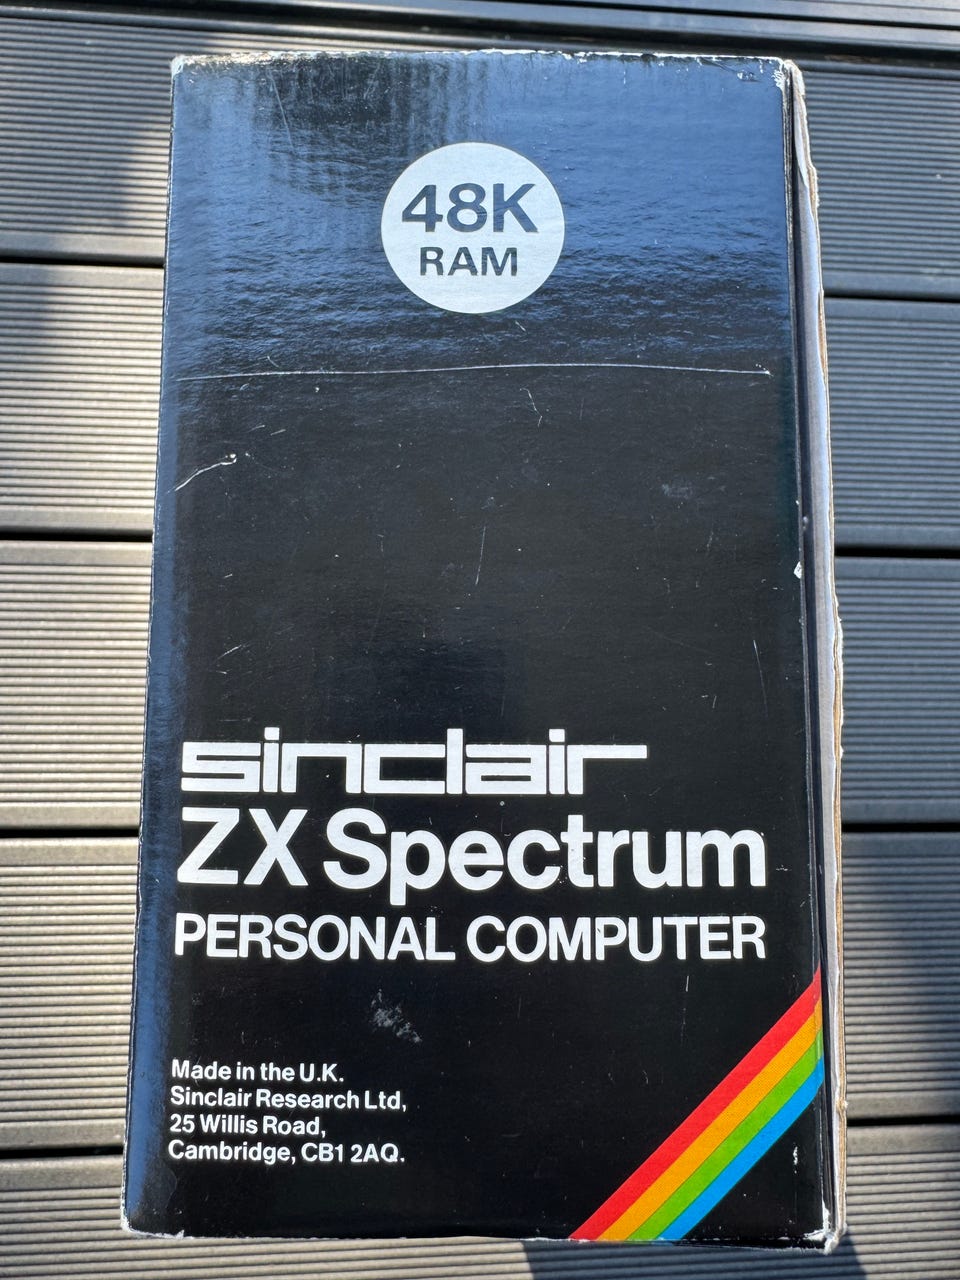 48K
RAM
sinclair
ZX Spectrum
PERSONAL COMPUTER
Made in the U.K.
Sinclair Research Ltd,
25 Willis Road,
Cambridge, CB1 2AQ.